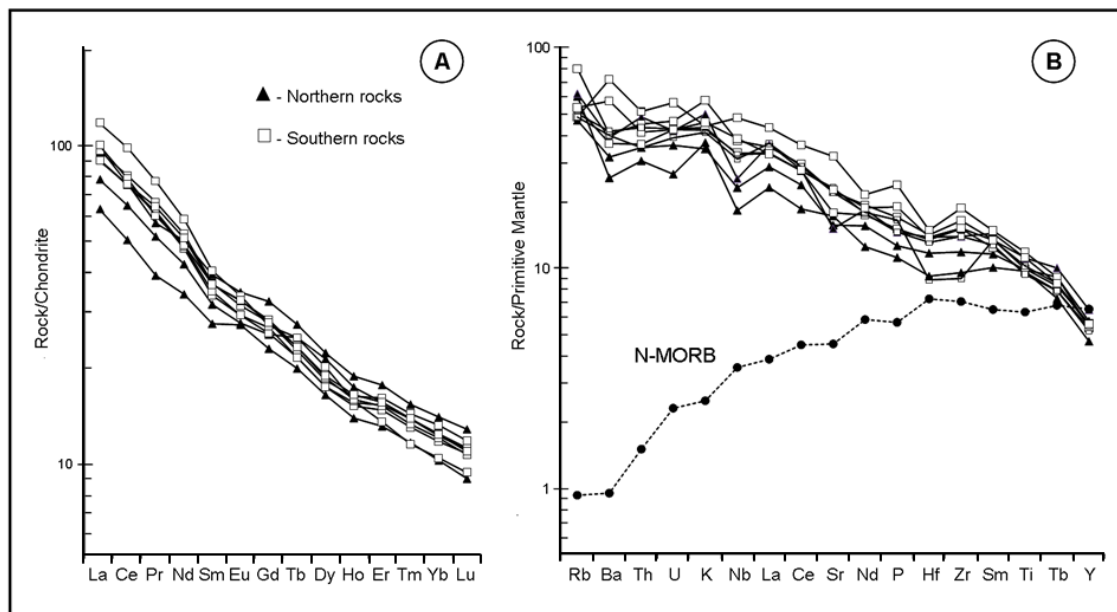 A
▲ - Northern rocks
□ - Southern rocks
100
10
Rock/Chondrite
La Ce Pr Nd Sm Eu Gd Tb Dy Ho Er Tm Yb Lu
B
100
10
1
Rock/Primitive Mantle
N-MORB
Rb Ba Th U K Nb La Ce Sr Nd P Hf Zr Sm Ti Tb Y